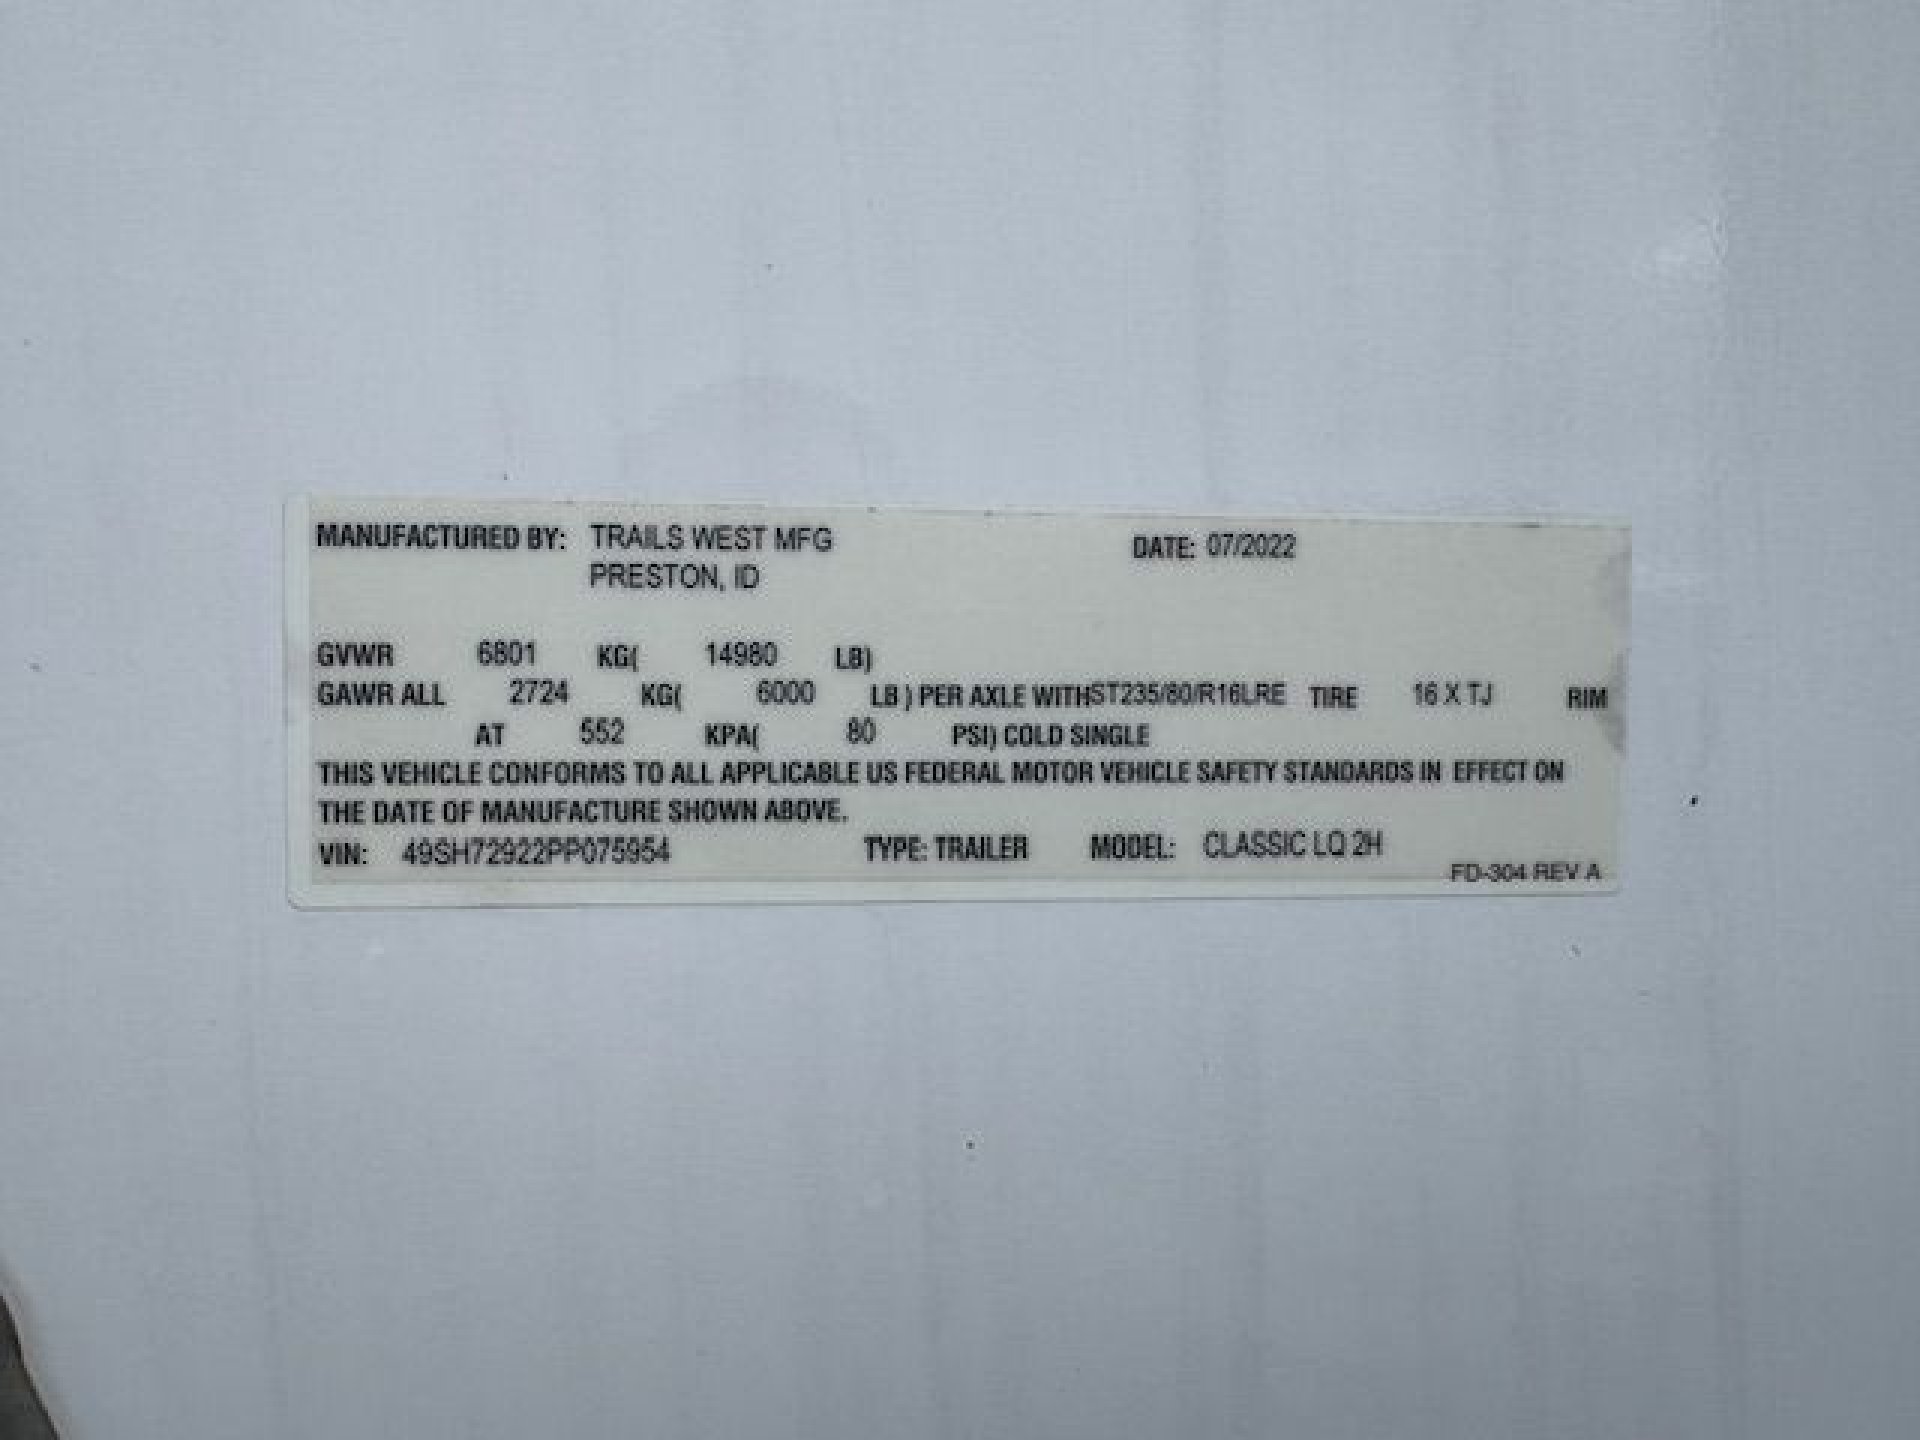 MANUFACTURED BY: TRAILS WEST MFG DATE: 07/2022
PRESTON, ID
GVWR 6801 KG( 14980 LB)
GAWR ALL 2724 KG( 6000 LB ) PER AXLE WITHST235/80/R16LRE TIRE 16 X TJ RIM
AT 552 KPA( 80 PSI) COLD SINGLE
THIS VEHICLE CONFORMS TO ALL APPLICABLE US FEDERAL MOTOR VEHICLE SAFETY STANDARDS IN EFFECT ON
THE DATE OF MANUFACTURE SHOWN ABOVE.
VIN: 49SH72922PP075954 TYPE: TRAILER MODEL: CLASSIC LQ 2H
FD-304 REV A